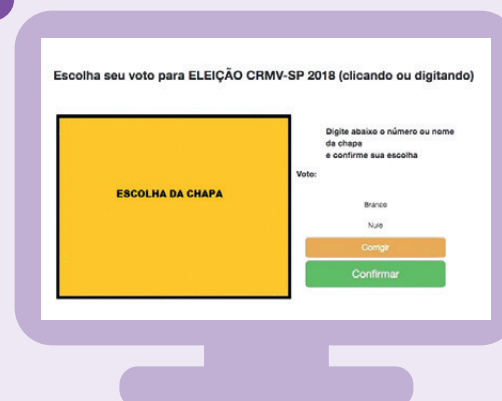 Escolha seu voto para ELEIÇÃO CRMV-SP 2018 (clicando ou digitando)
ESCOLHA DA CHAPA
Digite abaixo o número ou nome
da chapa
e confirme sua escolha
Voto:
Branco
Nulo
Corrigir
Confirmar